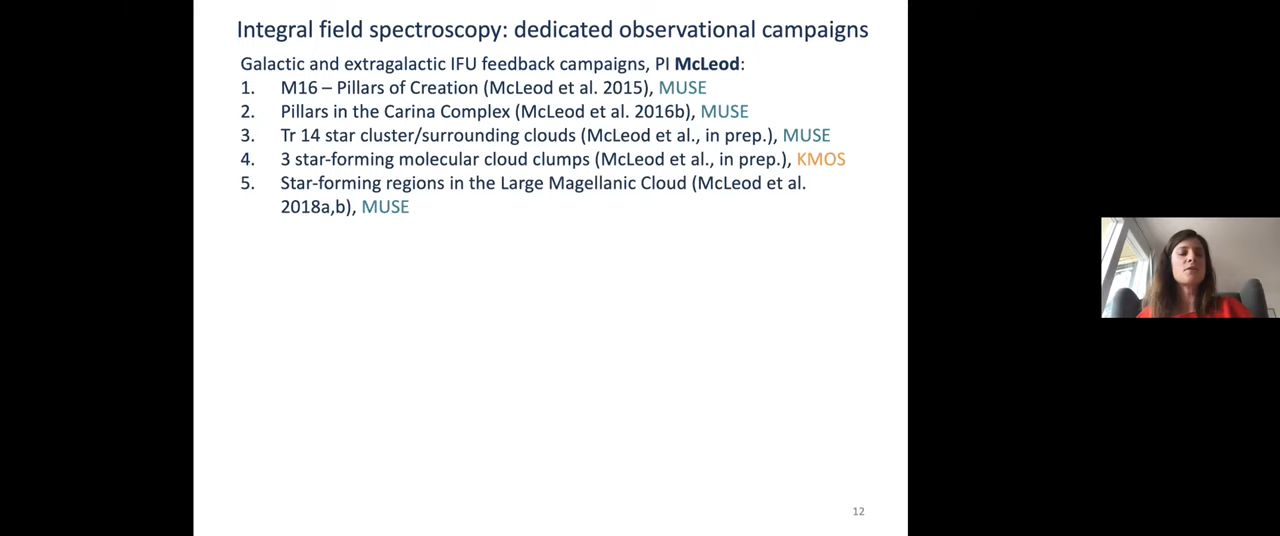 Integral field spectroscopy: dedicated observational campaigns
Galactic and extragalactic IFU feedback campaigns, PI McLeod:
1. M16 – Pillars of Creation (McLeod et al. 2015), MUSE
2. Pillars in the Carina Complex (McLeod et al. 2016b), MUSE
3. Tr 14 star cluster/surrounding clouds (McLeod et al., in prep.), MUSE
4. 3 star-forming molecular cloud clumps (McLeod et al., in prep.), KMOS
5. Star-forming regions in the Large Magellanic Cloud (McLeod et al.
2018a,b), MUSE
12